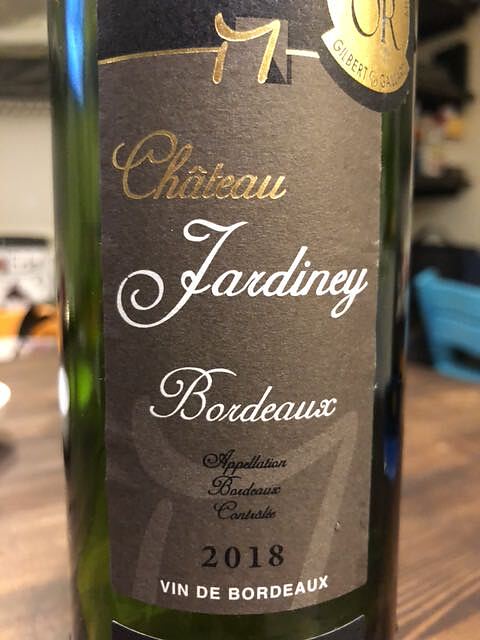 OR
GILBERT & GAILLARD
Château
Jardiney
Bordeaux
Appellation
Bordeaux
Contrôlée
2018
VIN DE BORDEAUX